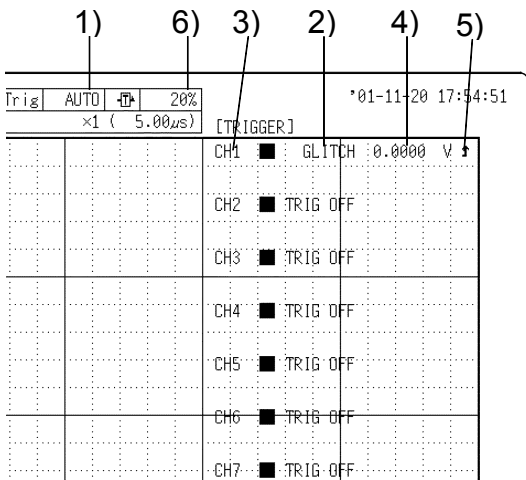 1) 6) 3) 2) 4) 5)
Trig AUTO T 20% '01-11-20 17:54:51
×1 ( 5.00µs) [TRIGGER]
CH1 GLITCH 0.0000 V
CH2 TRIG OFF
CH3 TRIG OFF
CH4 TRIG OFF
CH5 TRIG OFF
CH6 TRIG OFF
CH7 TRIG OFF